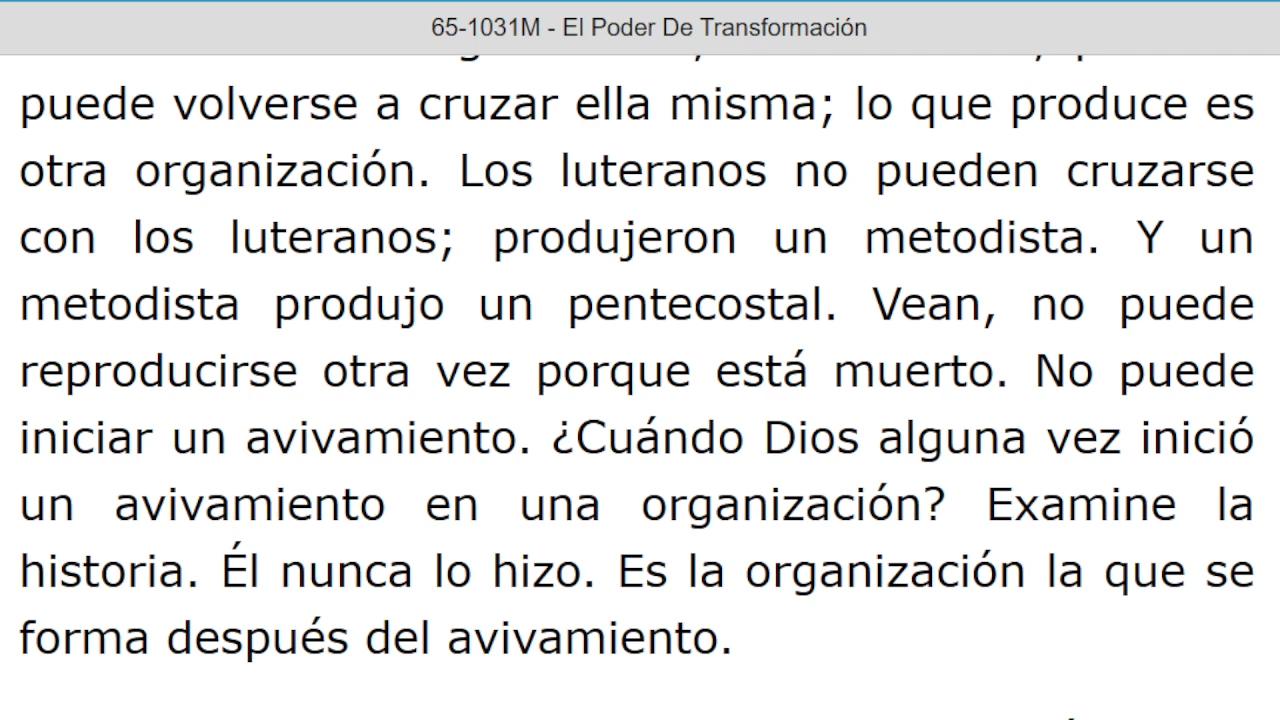 65-1031M - El Poder De Transformación
puede volverse a cruzar ella misma; lo que produce es
otra organización. Los luteranos no pueden cruzarse
con los luteranos; produjeron un metodista. Y un
metodista produjo un pentecostal. Vean, no puede
reproducirse otra vez porque está muerto. No puede
iniciar un avivamiento. ¿Cuándo Dios alguna vez inició
un avivamiento en una organización? Examine la
historia. Él nunca lo hizo. Es la organización la que se
forma después del avivamiento.